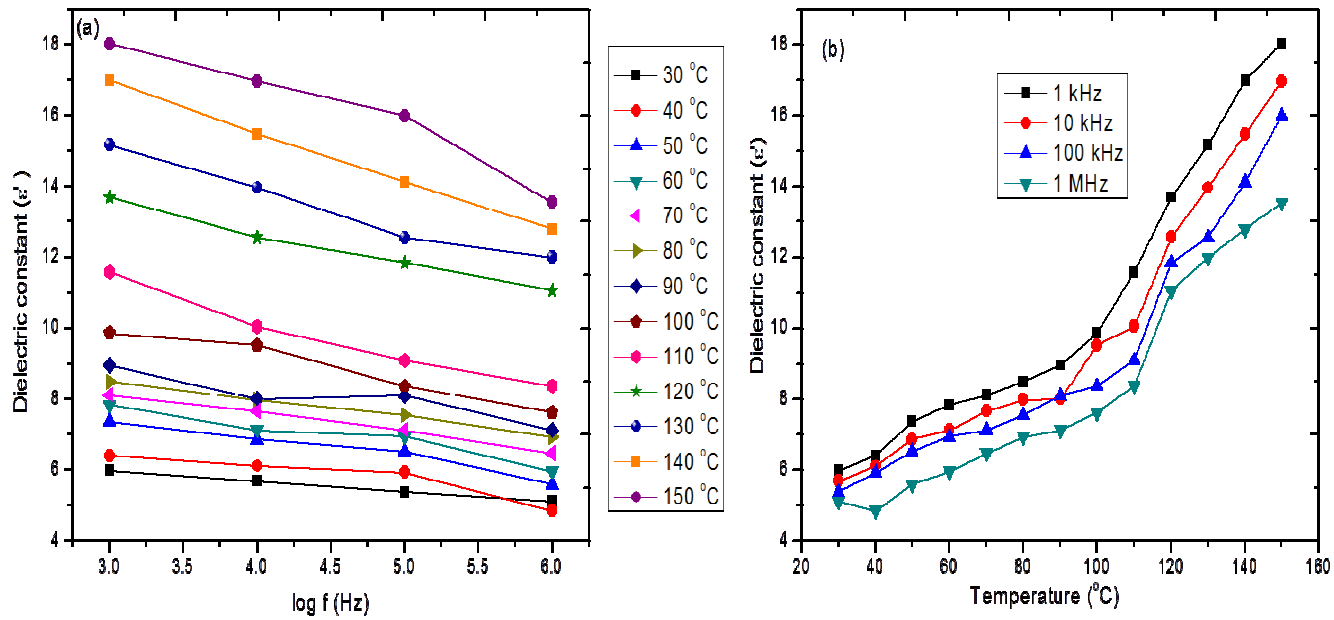 (a)
18
16
14
12
10
8
6
4
Dielectric constant (ε')
3.0 3.5 4.0 4.5 5.0 5.5 6.0
log f (Hz)
30 °C
40 °C
50 °C
60 °C
70 °C
80 °C
90 °C
100 °C
110 °C
120 °C
130 °C
140 °C
150 °C
(b)
18
16
14
12
10
8
6
4
Dielectric constant (ε')
1 kHz
10 kHz
100 kHz
1 MHz
20 40 60 80 100 120 140 160
Temperature (°C)